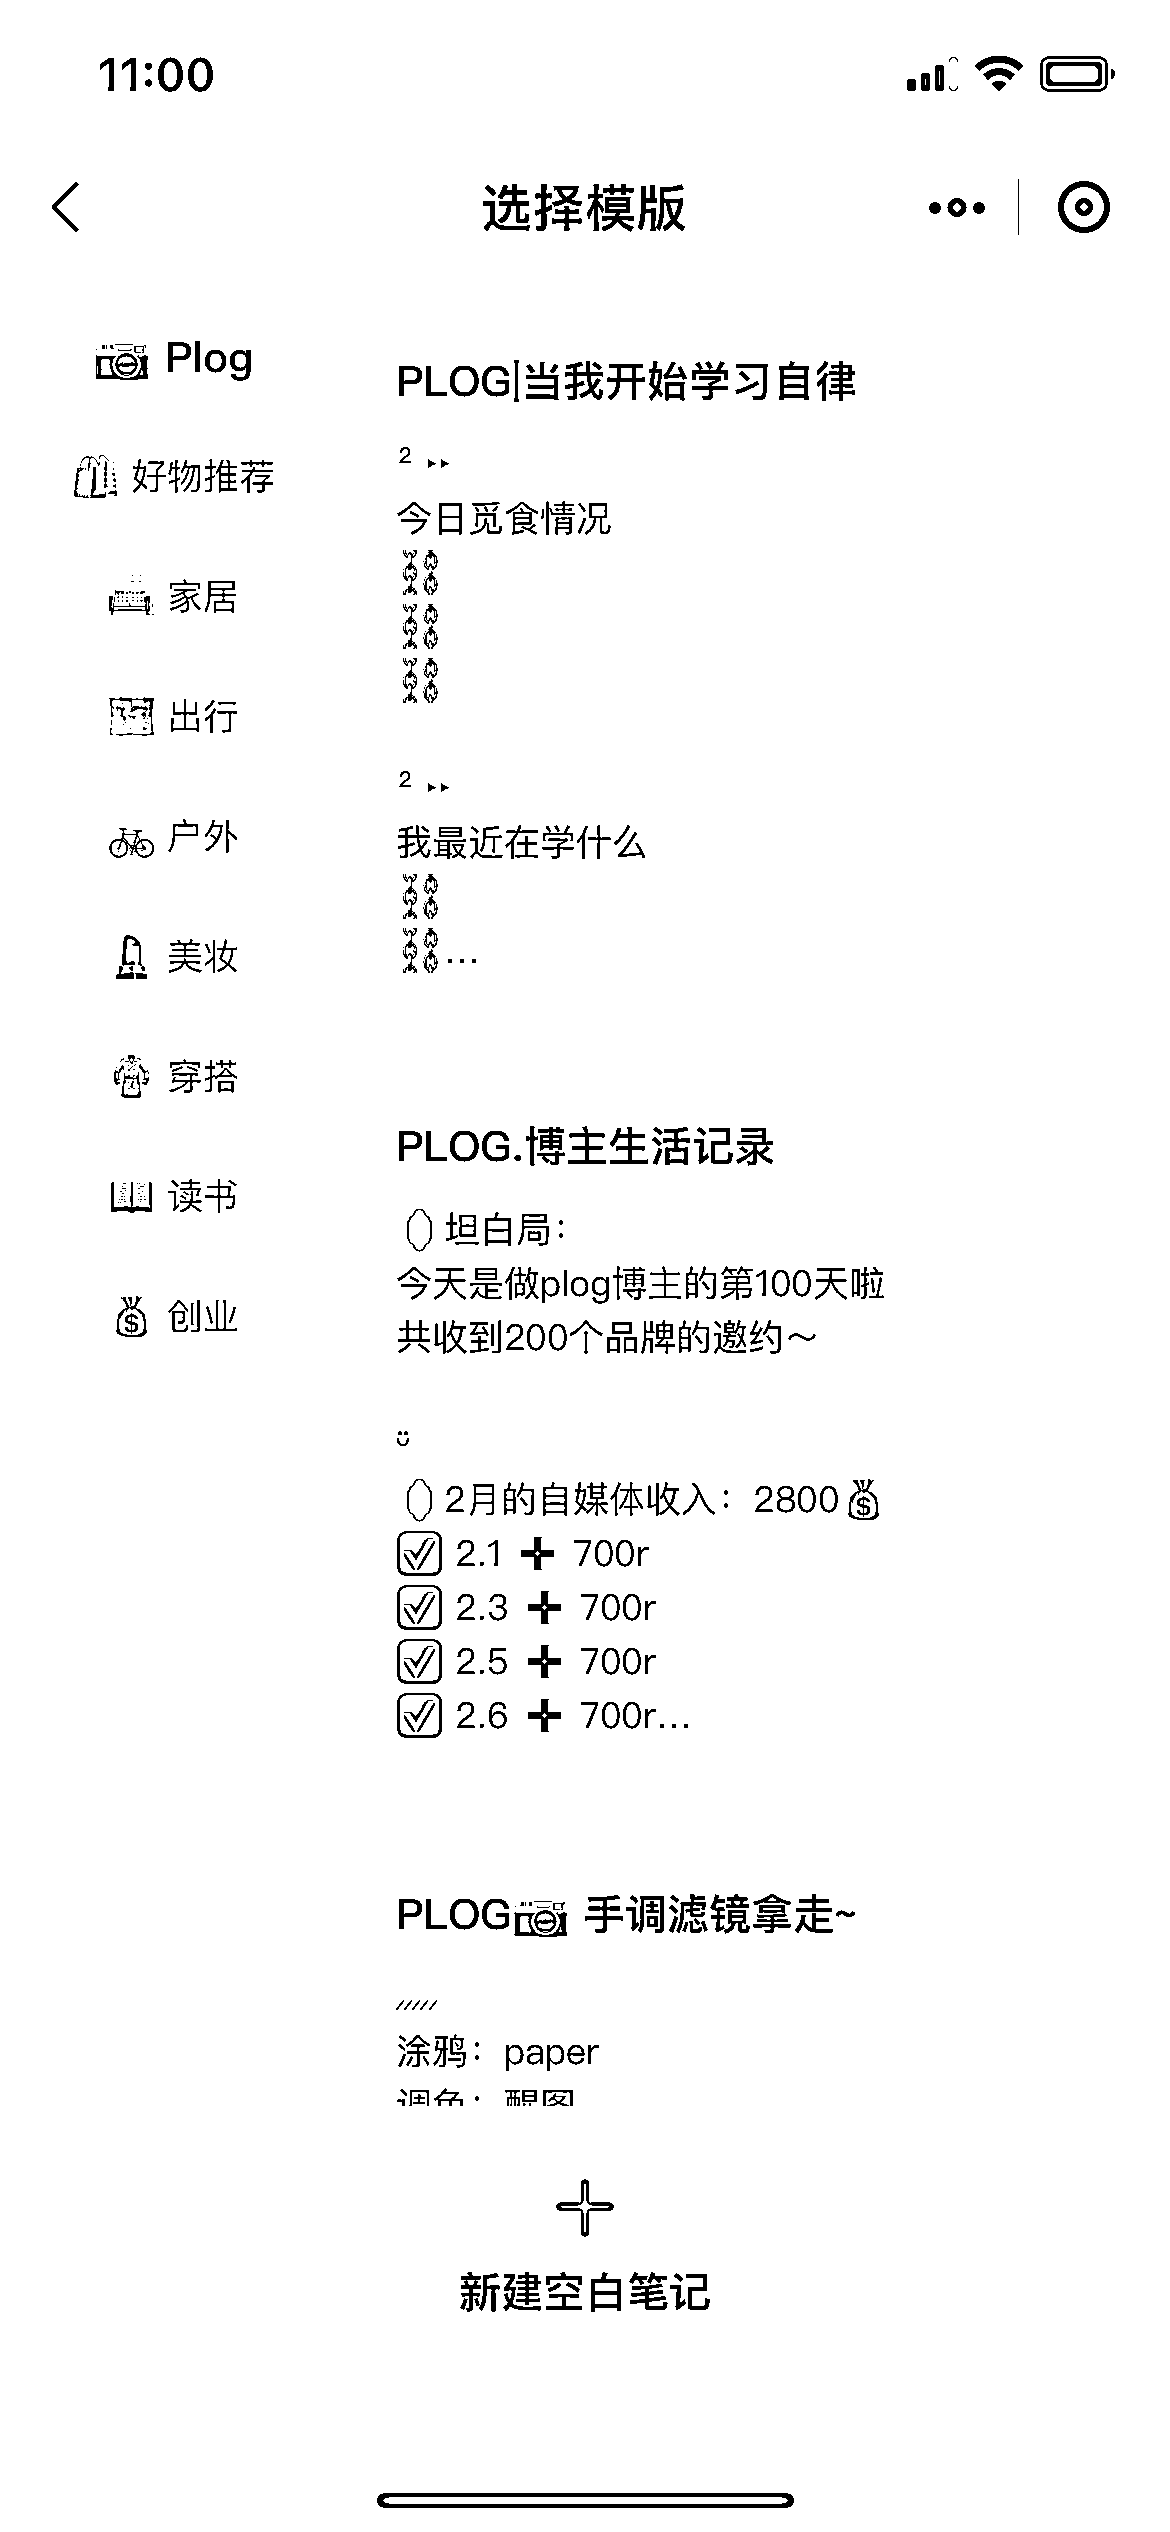 11:00
选择模版
📷 Plog
🛍 好物推荐
家居
🗺 出行
🚲 户外
💄 美妆
👘 穿搭
📖 读书
💰 创业
PLOG|当我开始学习自律
² ▸▸
今日觅食情况
⛓
⛓
⛓
² ▸▸
我最近在学什么
⛓
⛓...
PLOG.博主生活记录
坦白局：
今天是做plog博主的第100天啦
共收到200个品牌的邀约～
2月的自媒体收入：2800💰
✅ 2.1 ➕ 700r
✅ 2.3 ➕ 700r
✅ 2.5 ➕ 700r
✅ 2.6 ➕ 700r...
PLOG📷 手调滤镜拿走~
涂鸦：paper
调色：醒图
新建空白笔记